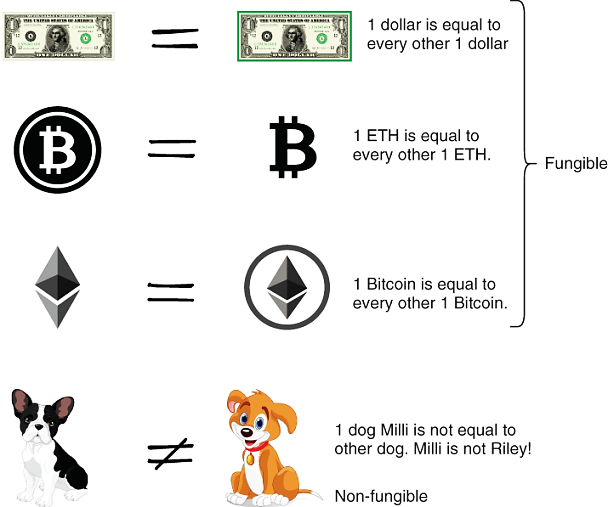 1 dollar is equal to
every other 1 dollar
1 ETH is equal to
every other 1 ETH.
Fungible
1 Bitcoin is equal to
every other 1 Bitcoin.
1 dog Milli is not equal to
other dog. Milli is not Riley!
Non-fungible